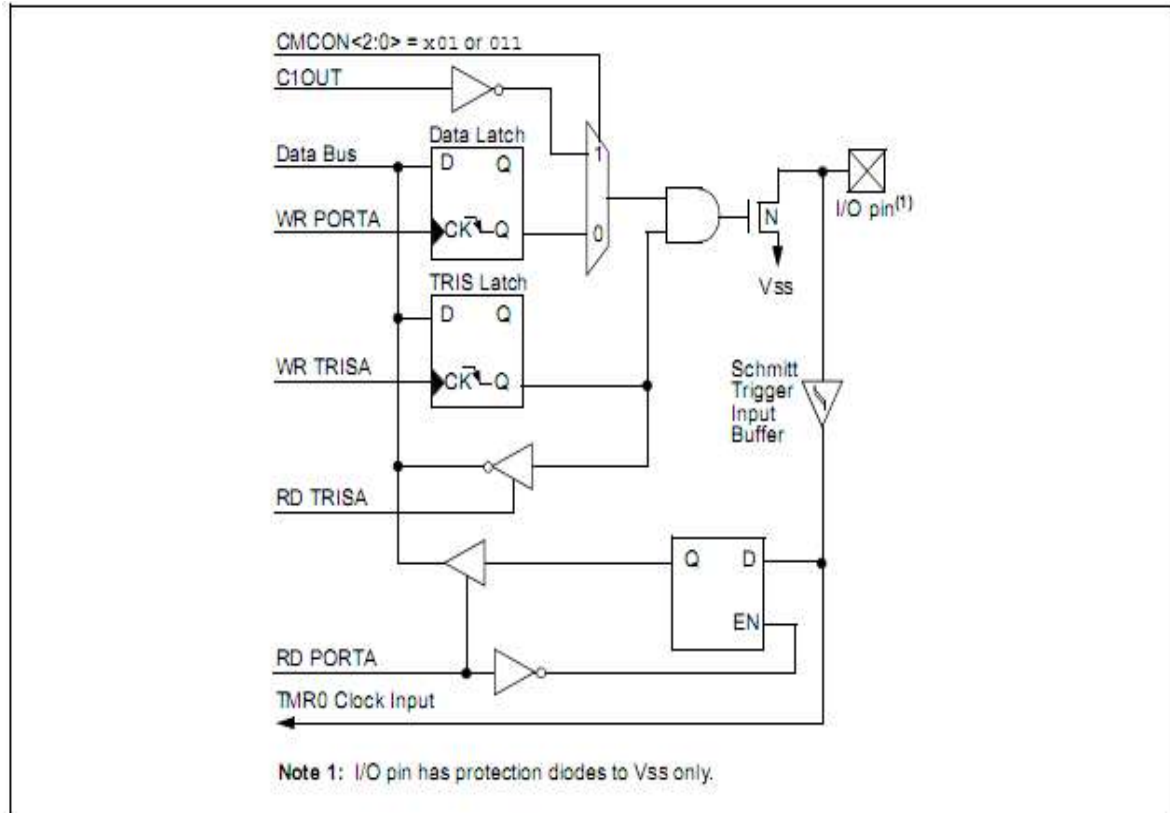 CMCON<2:0> = x01 or 011
C1OUT
Data Latch
Data Bus
D
Q
1
WR PORTA
CK
Q
0
N
I/O pin(1)
Vss
TRIS Latch
D
Q
WR TRISA
CK
Q
Schmitt
Trigger
Input
Buffer
RD TRISA
Q
D
EN
RD PORTA
TMR0 Clock Input
Note 1: I/O pin has protection diodes to Vss only.